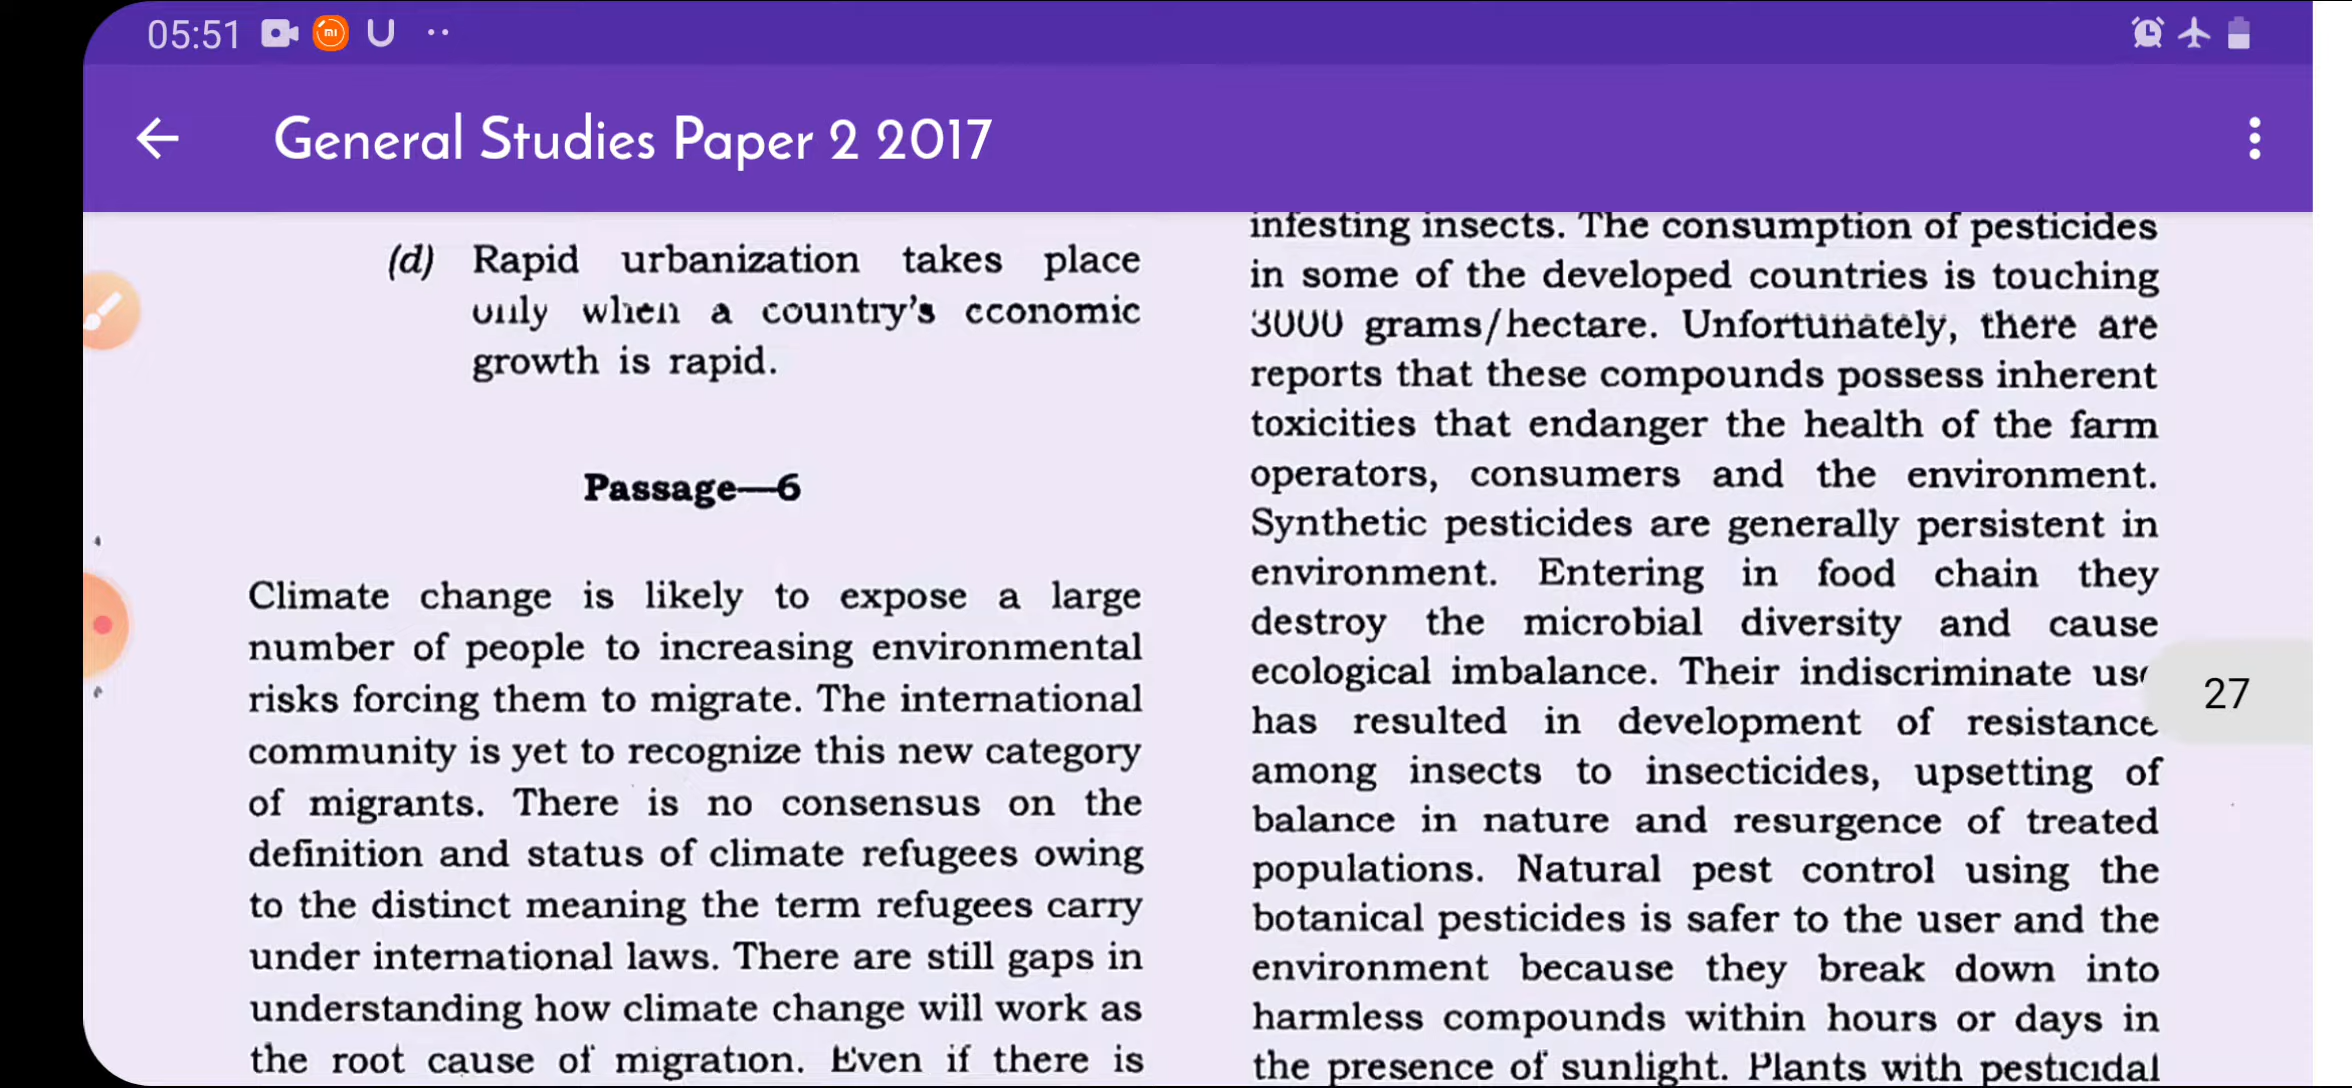 05:51
General Studies Paper 2 2017
(d) Rapid urbanization takes place
only when a country's economic
growth is rapid.
Passage—6
Climate change is likely to expose a large
number of people to increasing environmental
risks forcing them to migrate. The international
community is yet to recognize this new category
of migrants. There is no consensus on the
definition and status of climate refugees owing
to the distinct meaning the term refugees carry
under international laws. There are still gaps in
understanding how climate change will work as
the root cause of migration. Even if there is
infesting insects. The consumption of pesticides
in some of the developed countries is touching
3000 grams/hectare. Unfortunately, there are
reports that these compounds possess inherent
toxicities that endanger the health of the farm
operators, consumers and the environment.
Synthetic pesticides are generally persistent in
environment. Entering in food chain they
destroy the microbial diversity and cause
ecological imbalance. Their indiscriminate use
has resulted in development of resistance
among insects to insecticides, upsetting of
balance in nature and resurgence of treated
populations. Natural pest control using the
botanical pesticides is safer to the user and the
environment because they break down into
harmless compounds within hours or days in
the presence of sunlight. Plants with pesticidal
27